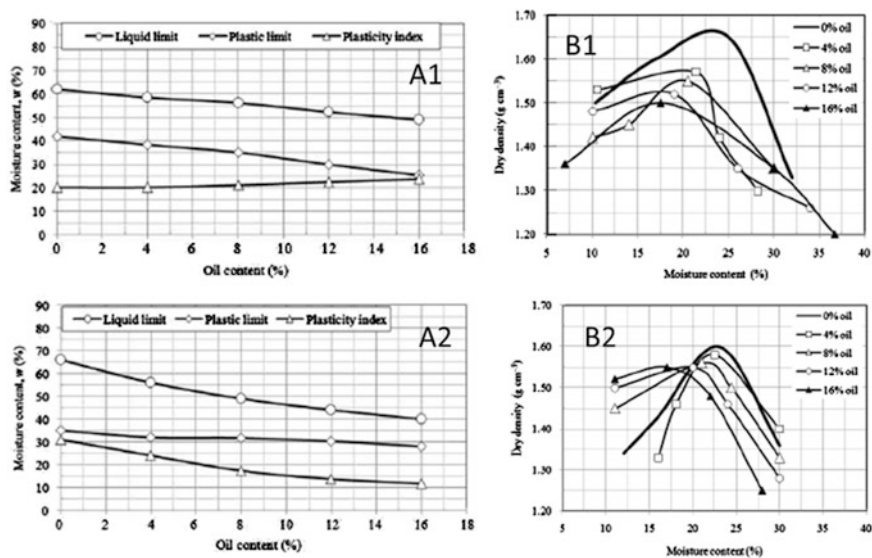 A1
Liquid limit Plastic limit Plasticity index
Moisture content, w (%)
90
80
70
60
50
40
30
20
10
0
0 2 4 6 8 10 12 14 16 18
Oil content (%)
B1
0% oil
4% oil
8% oil
12% oil
16% oil
Dry density (g cm⁻³)
1.70
1.60
1.50
1.40
1.30
1.20
5 10 15 20 25 30 35 40
Moisture content (%)
A2
Liquid limit Plastic limit Plasticity index
Moisture content, w (%)
90
80
70
60
50
40
30
20
10
0
0 2 4 6 8 10 12 14 16 18
Oil content (%)
B2
0% oil
4% oil
8% oil
12% oil
16% oil
Dry density (g cm⁻³)
1.70
1.60
1.50
1.40
1.30
1.20
5 10 15 20 25 30 35 40
Moisture content (%)